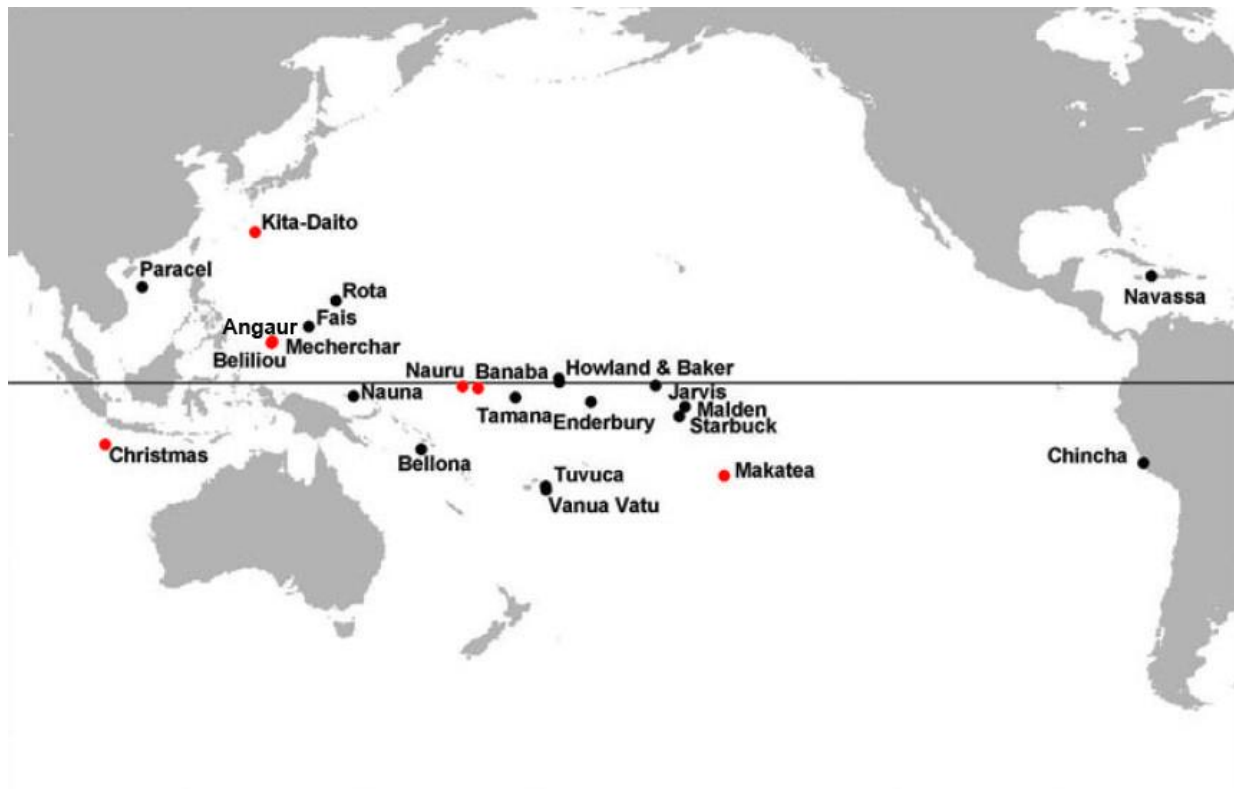 Kita-Daito
Paracel
Navassa
Rota
Fais
Angaur
Beliliou Mecherchar
Nauru Banaba Howland & Baker
Nauna
Jarvis
Tamana Enderbury Malden
Starbuck
Christmas
Bellona
Chincha
Makatea
Tuvuca
Vanua Vatu